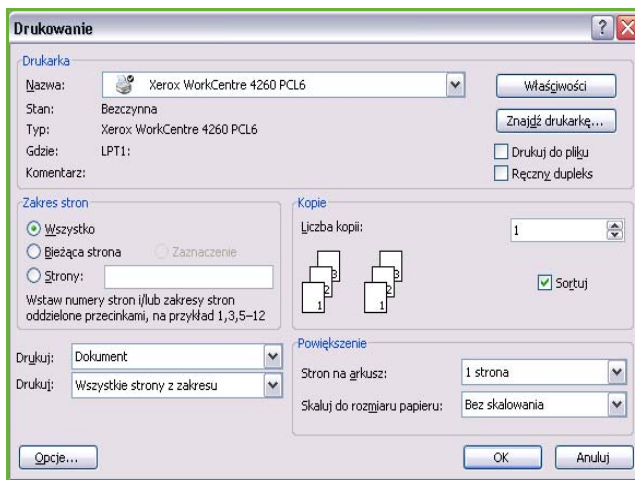 Drukowanie
Drukarka
Nazwa: Xerox WorkCentre 4260 PCL6
Właściwości
Stan: Bezczynna
Typ: Xerox WorkCentre 4260 PCL6
Znajdź drukarkę...
Gdzie: LPT1:
Drukuj do pliku
Komentarz:
Ręczny dupleks
Zakres stron
Wszystko
Bieżąca strona Zaznaczenie
Strony:
Wstaw numery stron i/lub zakresy stron
oddzielone przecinkami, na przykład 1,3,5–12
Kopie
Liczba kopii: 1
3 3
2 2
1 1
Sortuj
Drukuj: Dokument
Drukuj: Wszystkie strony z zakresu
Powiększenie
Stron na arkusz: 1 strona
Skaluj do rozmiaru papieru: Bez skalowania
Opcje... OK Anuluj